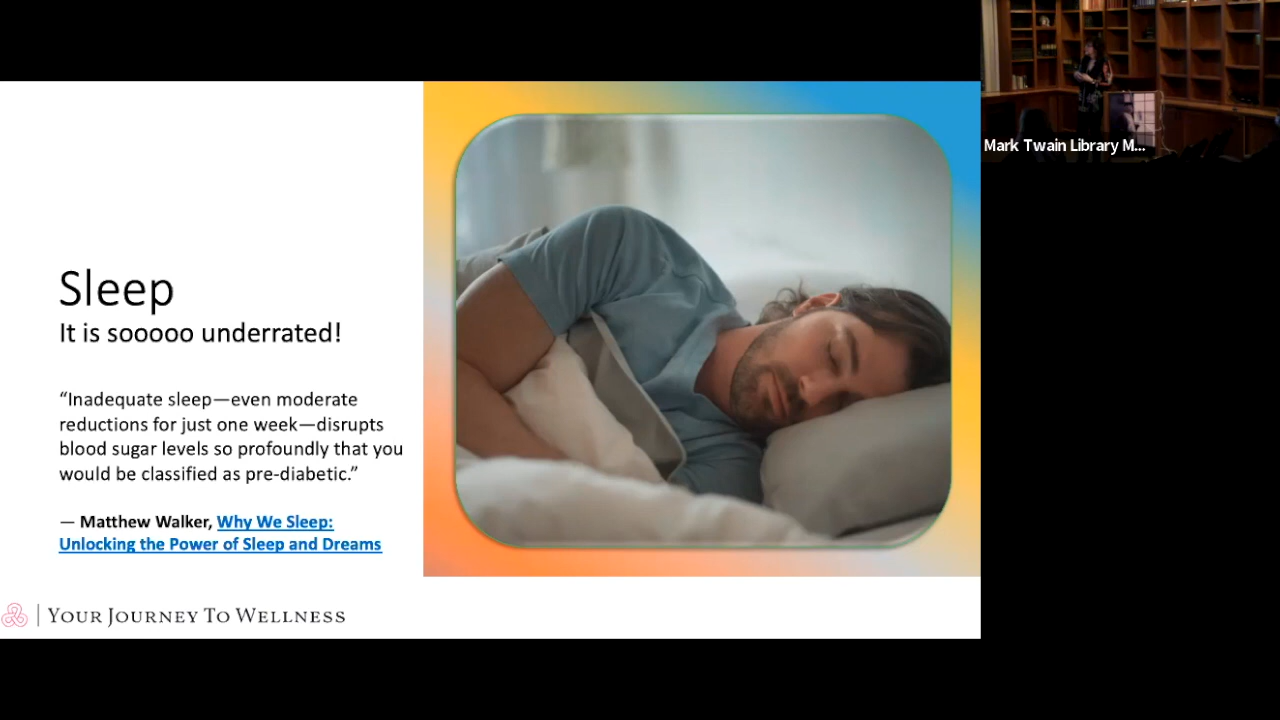 Sleep
It is sooooo underrated!
“Inadequate sleep—even moderate
reductions for just one week—disrupts
blood sugar levels so profoundly that you
would be classified as pre-diabetic.”
— Matthew Walker, Why We Sleep:
Unlocking the Power of Sleep and Dreams
YOUR JOURNEY TO WELLNESS
Mark Twain Library M...